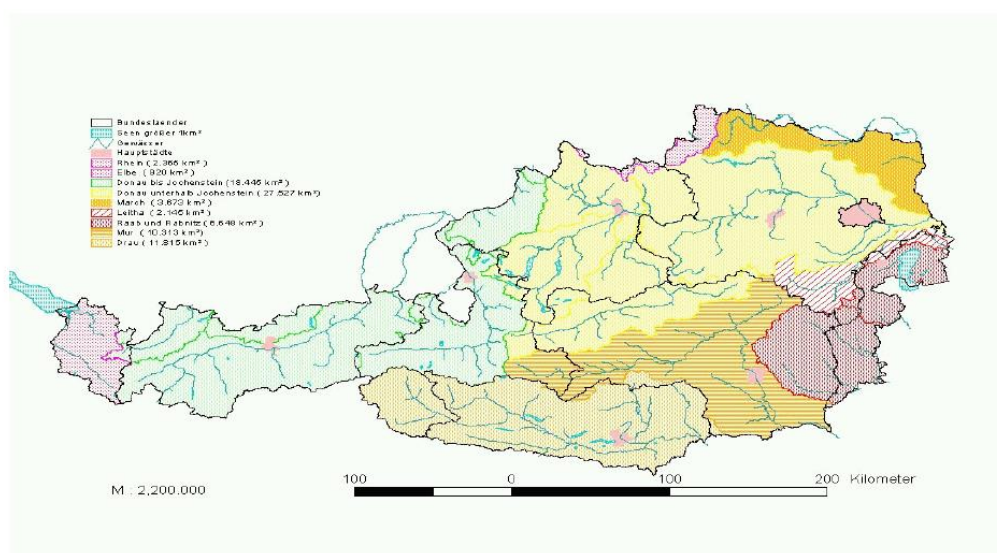 Bundeslaender
Seen größer 1km²
Gewässer
Hauptstädte
Rhein ( 2.366 km² )
Elbe ( 920 km² )
Donau bis Jochenstein (18.446 km² )
Donau unterhalb Jochenstein ( 27.527 km² )
March ( 3.673 km² )
Leitha ( 2.146 km² )
Raab und Rabnitz ( 6.649 km² )
Mur ( 10.313 km² )
Drau ( 11.815 km² )
100 0 100 200 Kilometer
M : 2,200.000